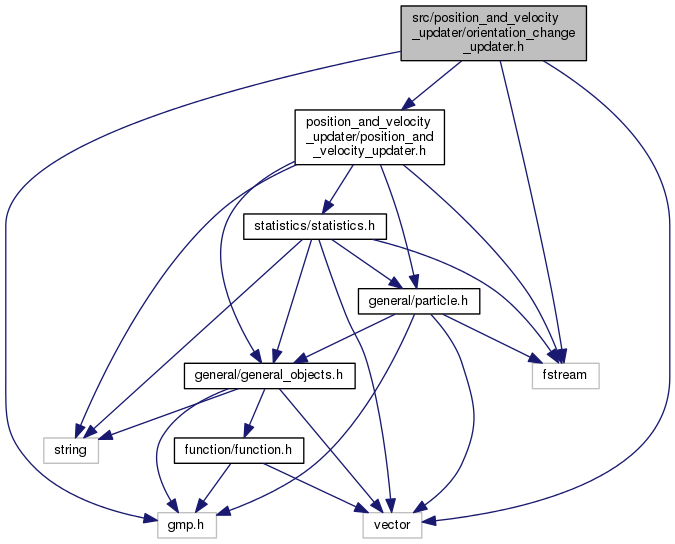 src/position_and_velocity
_updater/orientation_change
_updater.h
position_and_velocity
_updater/position_and
_velocity_updater.h
statistics/statistics.h
general/particle.h
general/general_objects.h
fstream
string
function/function.h
gmp.h
vector